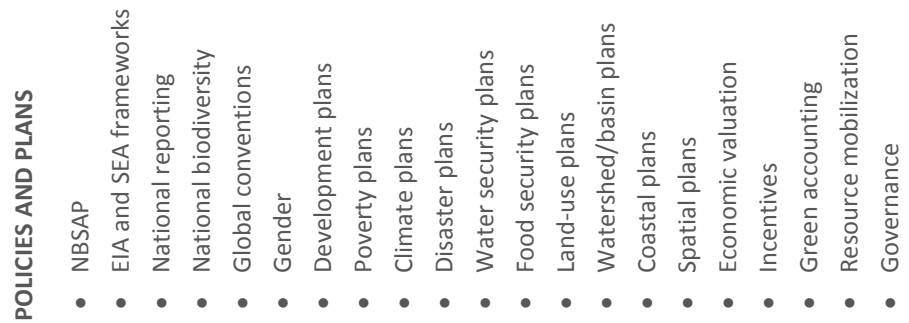 POLICIES AND PLANS
● NBSAP
● EIA and SEA frameworks
● National reporting
● National biodiversity
● Global conventions
● Gender
● Development plans
● Poverty plans
● Climate plans
● Disaster plans
● Water security plans
● Food security plans
● Land-use plans
● Watershed/basin plans
● Coastal plans
● Spatial plans
● Economic valuation
● Incentives
● Green accounting
● Resource mobilization
● Governance